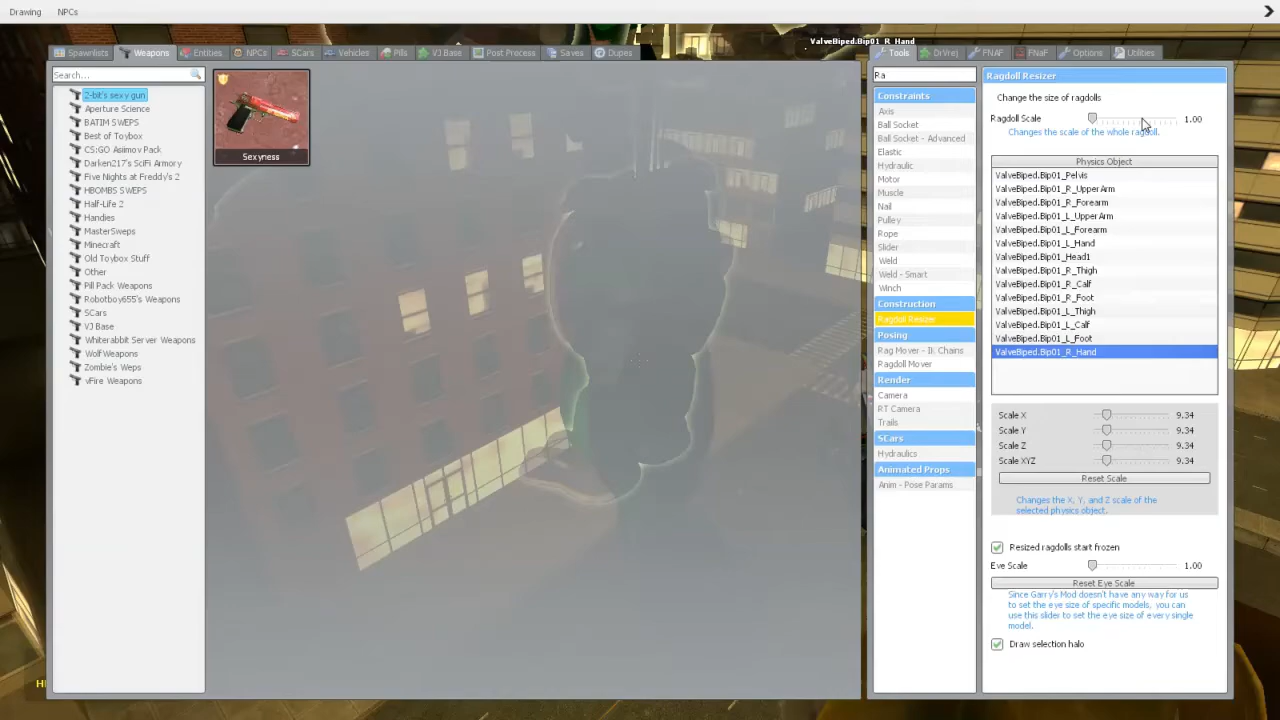 Drawing NPCs
ValveBiped.Bip01_R_Hand
Spawnlists Weapons Entities NPCs SCars Vehicles Pills VJ Base Post Process Saves Dupes
Tools DrVrej FNAF FNaF Options Utilities
Search...
2-bit's sexy gun
Aperture Science
BATIM SWEPS
Best of Toybox
CS:GO Asimov Pack
Darken217's SciFi Armory
Five Nights at Freddy's 2
HBOMBS SWEPS
Half-Life 2
Handies
MasterSweps
Minecraft
Old Toybox Stuff
Other
Pill Pack Weapons
Robotboy655's Weapons
SCars
VJ Base
Whiterabbit Server Weapons
WolfWeapons
Zombie's Weps
vFire Weapons
Sexyness
Ra
Constraints
Axis
Ball Socket
Ball Socket - Advanced
Elastic
Hydraulic
Motor
Muscle
Nail
Pulley
Rope
Slider
Weld
Weld - Smart
Winch
Construction
Ragdoll Resizer
Posing
Rag Mover - IK Chains
Ragdoll Mover
Render
Camera
RT Camera
Trails
SCars
Hydraulics
Animated Props
Anim - Pose Params
Ragdoll Resizer
Change the size of ragdolls
Ragdoll Scale 1.00
Changes the scale of the whole ragdoll.
Physics Object
ValveBiped.Bip01_Pelvis
ValveBiped.Bip01_R_UpperArm
ValveBiped.Bip01_R_Forearm
ValveBiped.Bip01_L_UpperArm
ValveBiped.Bip01_L_Forearm
ValveBiped.Bip01_L_Hand
ValveBiped.Bip01_Head1
ValveBiped.Bip01_R_Thigh
ValveBiped.Bip01_R_Calf
ValveBiped.Bip01_R_Foot
ValveBiped.Bip01_L_Thigh
ValveBiped.Bip01_L_Calf
ValveBiped.Bip01_L_Foot
ValveBiped.Bip01_R_Hand
Scale X 9.34
Scale Y 9.34
Scale Z 9.34
Scale XYZ 9.34
Reset Scale
Changes the X, Y, and Z scale of the
selected physics object.
Resized ragdolls start frozen
Eye Scale 1.00
Reset Eye Scale
Since Garry's Mod doesn't have any way for us
to set the eye size of specific models, you can
use this slider to set the eye size of every single
model.
Draw selection halo